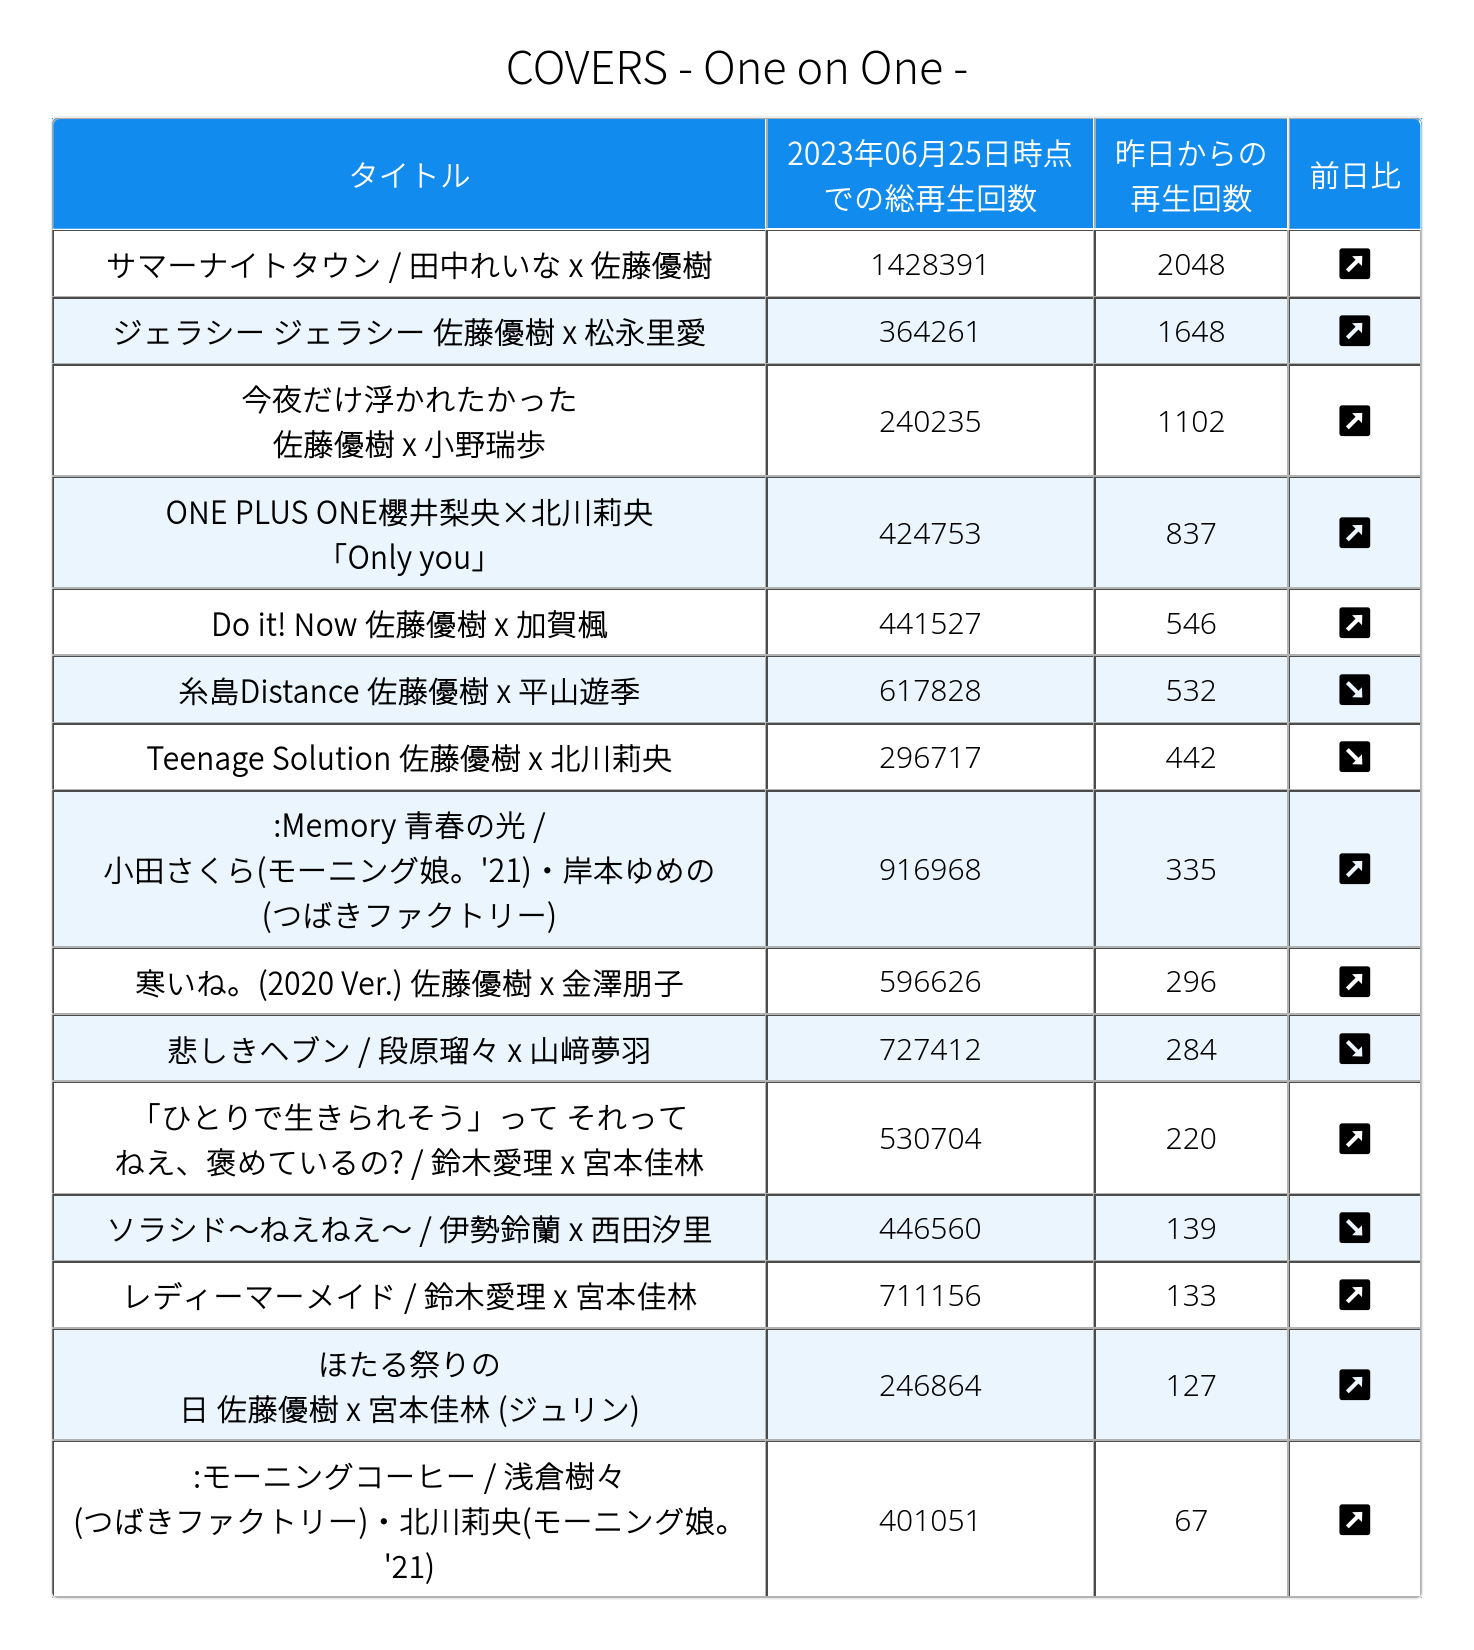 COVERS - One on One -
タイトル
2023年06月25日時点
での総再生回数
昨日からの
再生回数
前日比
サマーナイトタウン / 田中れいな x 佐藤優樹
1428391
2048
ジェラシー ジェラシー 佐藤優樹 x 松永里愛
364261
1648
今夜だけ浮かれたかった
佐藤優樹 x 小野瑞歩
240235
1102
ONE PLUS ONE櫻井梨央×北川莉央
「Only you」
424753
837
Do it! Now 佐藤優樹 x 加賀楓
441527
546
糸島Distance 佐藤優樹 x 平山遊季
617828
532
Teenage Solution 佐藤優樹 x 北川莉央
296717
442
:Memory 青春の光 /
小田さくら(モーニング娘。'21)・岸本ゆめの
(つばきファクトリー)
916968
335
寒いね。(2020 Ver.) 佐藤優樹 x 金澤朋子
596626
296
悲しきヘブン / 段原瑠々 x 山﨑夢羽
727412
284
「ひとりで生きられそう」って それって
ねえ、褒めているの? / 鈴木愛理 x 宮本佳林
530704
220
ソラシド〜ねえねえ〜 / 伊勢鈴蘭 x 西田汐里
446560
139
レディーマーメイド / 鈴木愛理 x 宮本佳林
711156
133
ほたる祭りの
日 佐藤優樹 x 宮本佳林 (ジュリン)
246864
127
:モーニングコーヒー / 浅倉樹々
(つばきファクトリー)・北川莉央(モーニング娘。
'21)
401051
67